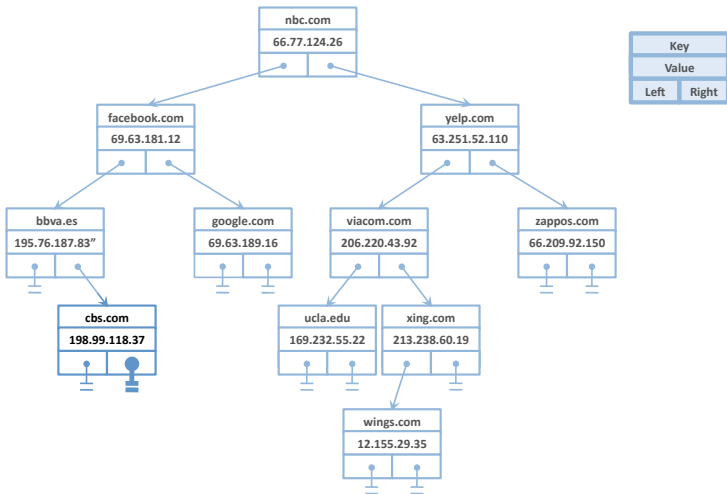 nbc.com
66.77.124.26
Key
Value
Left Right
facebook.com
69.63.181.12
yelp.com
63.251.52.110
bbva.es
195.76.187.83”
google.com
69.63.189.16
viacom.com
206.220.43.92
zappos.com
66.209.92.150
cbs.com
198.99.118.37
ucla.edu
169.232.55.22
xing.com
213.238.60.19
wings.com
12.155.29.35